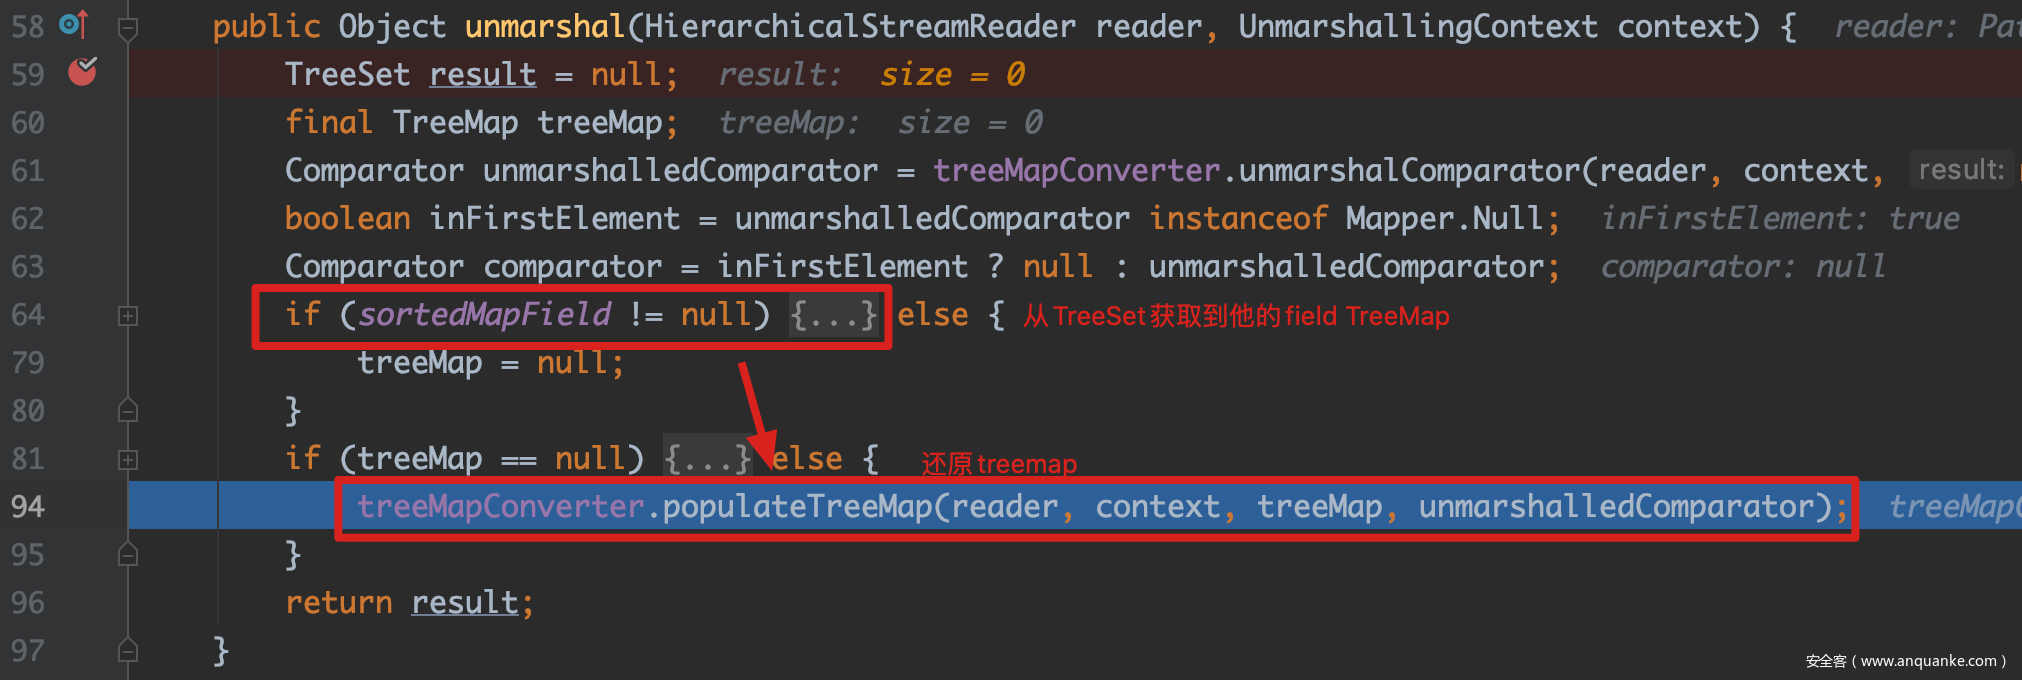 58 public Object unmarshal(HierarchicalStreamReader reader, UnmarshallingContext context) { reader: Pat
59 TreeSet result = null; result: size = 0
60 final TreeMap treeMap; treeMap: size = 0
61 Comparator unmarshalledComparator = treeMapConverter.unmarshalComparator(reader, context, result:
62 boolean inFirstElement = unmarshalledComparator instanceof Mapper.Null; inFirstElement: true
63 Comparator comparator = inFirstElement ? null : unmarshalledComparator; comparator: null
64 if (sortedMapField != null) {...} else { 从TreeSet获取到他的field TreeMap
79 treeMap = null;
80 }
81 if (treeMap == null) {...} else { 还原treemap
94 treeMapConverter.populateTreeMap(reader, context, treeMap, unmarshalledComparator); treeMapC
95 }
96 return result;
97 }
安全客（www.anquanke.com）